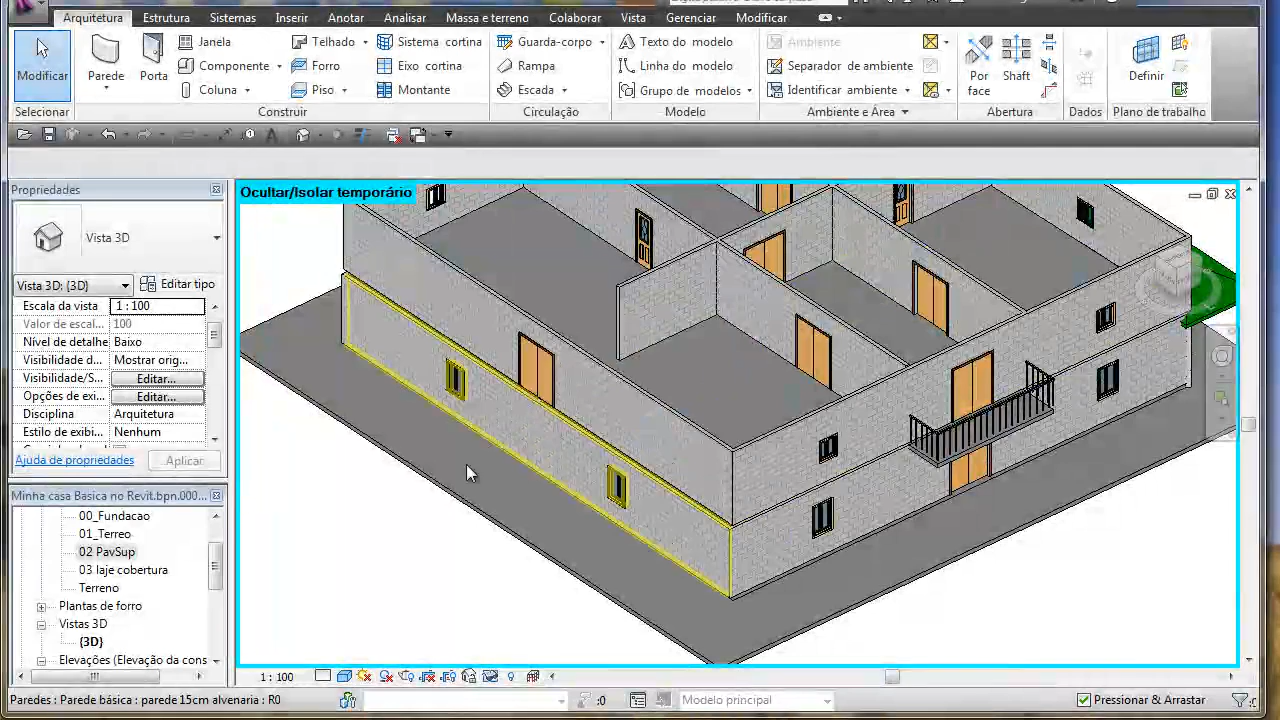 Arquitetura Estrutura Sistemas Inserir Anotar Analisar Massa e terreno Colaborar Vista Gerenciar Modificar
Janela Telhado Sistema cortina Guarda-corpo Texto do modelo Ambiente
Modificar Parede Porta Componente Forro Eixo cortina Rampa Linha do modelo Separador de ambiente Por face Shaft Definir
Coluna Piso Montante Escada Grupo de modelos Identificar ambiente
Selecionar Construir Circulação Modelo Ambiente e Área Abertura Dados Plano de trabalho
Propriedades
Ocultar/Isolar temporário
Vista 3D
Vista 3D: {3D} Editar tipo
Escala da vista 1 : 100
Valor de escal... 100
Nível de detalhe Baixo
Visibilidade d... Mostrar orig...
Visibilidade/S... Editar...
Opções de exi... Editar...
Disciplina Arquitetura
Estilo de exibi... Nenhum
Ajuda de propriedades Aplicar
Minha casa Basica no Revit.bpn.000...
00_Fundacao
01_Terreo
02 PavSup
03 laje cobertura
Terreno
Plantas de forro
Vistas 3D
{3D}
Elevações (Elevação da cons
1 : 100
Paredes : Parede básica : parede 15cm alvenaria : R0 :0 Modelo principal Pressionar & Arrastar